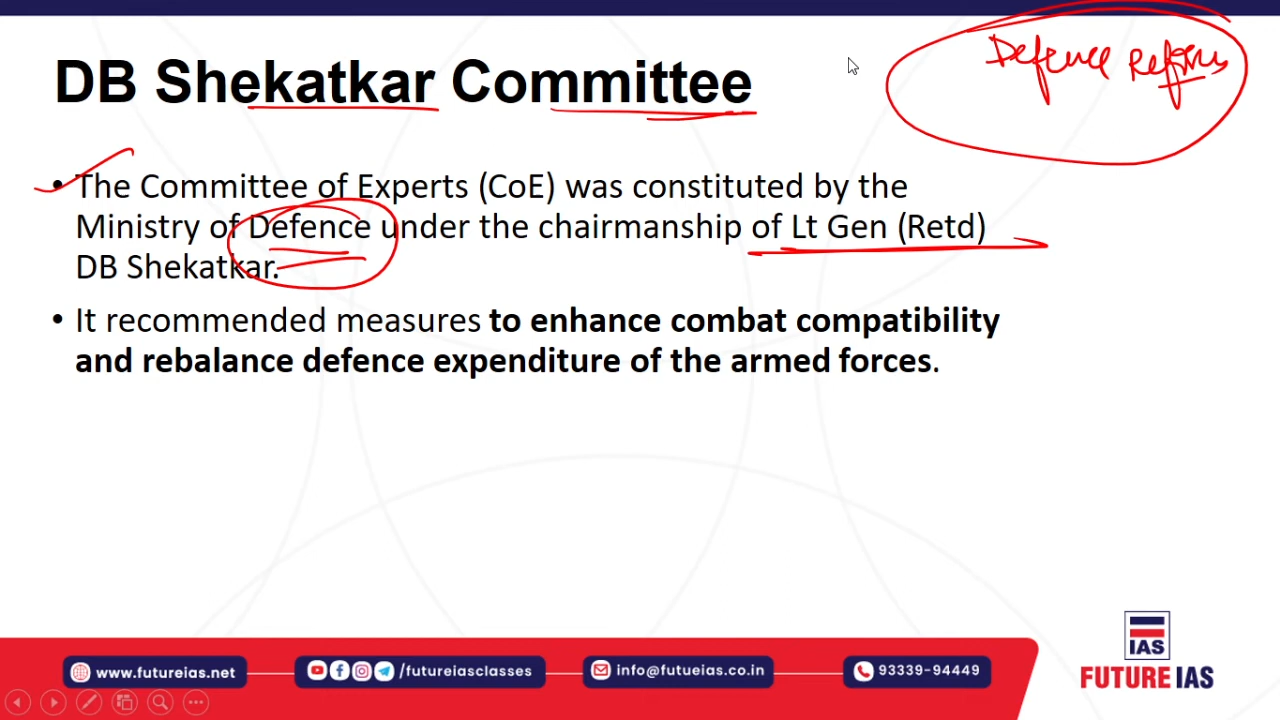 Defence Reforms
DB Shekatkar Committee
• The Committee of Experts (CoE) was constituted by the
Ministry of Defence under the chairmanship of Lt Gen (Retd)
DB Shekatkar.
• It recommended measures to enhance combat compatibility
and rebalance defence expenditure of the armed forces.
www.futureias.net
/futureiasclasses
info@futueias.co.in
93339-94449
IAS
FUTURE IAS